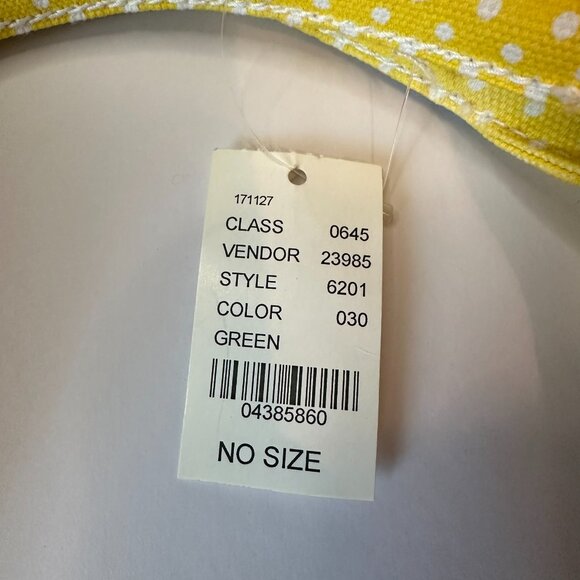 171127
CLASS 0645
VENDOR 23985
STYLE 6201
COLOR 030
GREEN
04385860
NO SIZE